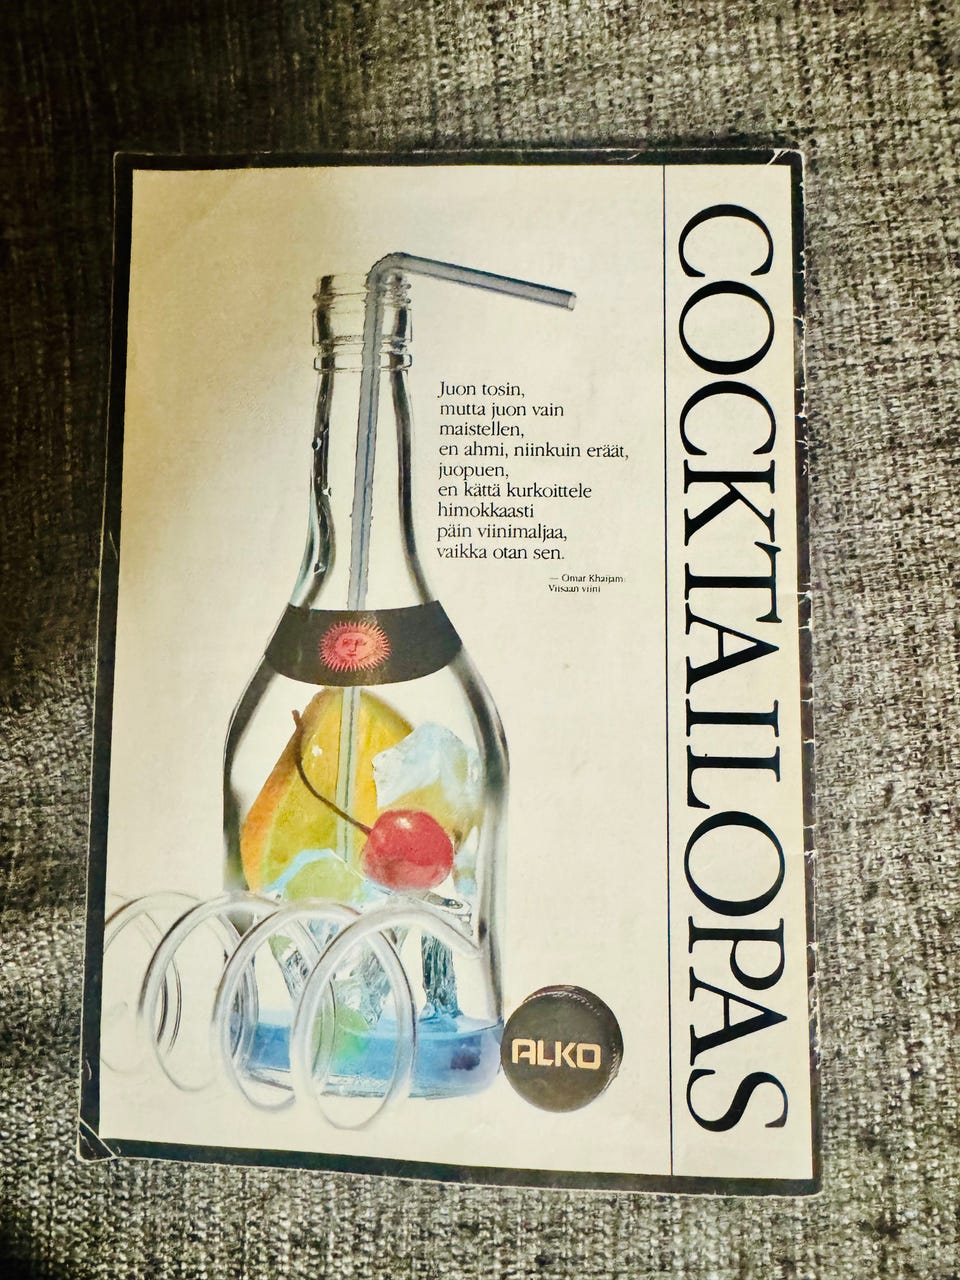 COCKTAILOPAS
Juon tosin,
mutta juon vain
maistellen,
en ahmi, niinkuin eräät,
juopuen,
en kättä kurkoittele
himokkaasti
päin viinimaljaa,
vaikka otan sen.
— Omar Khaijam:
Viisaan viini
ALKO